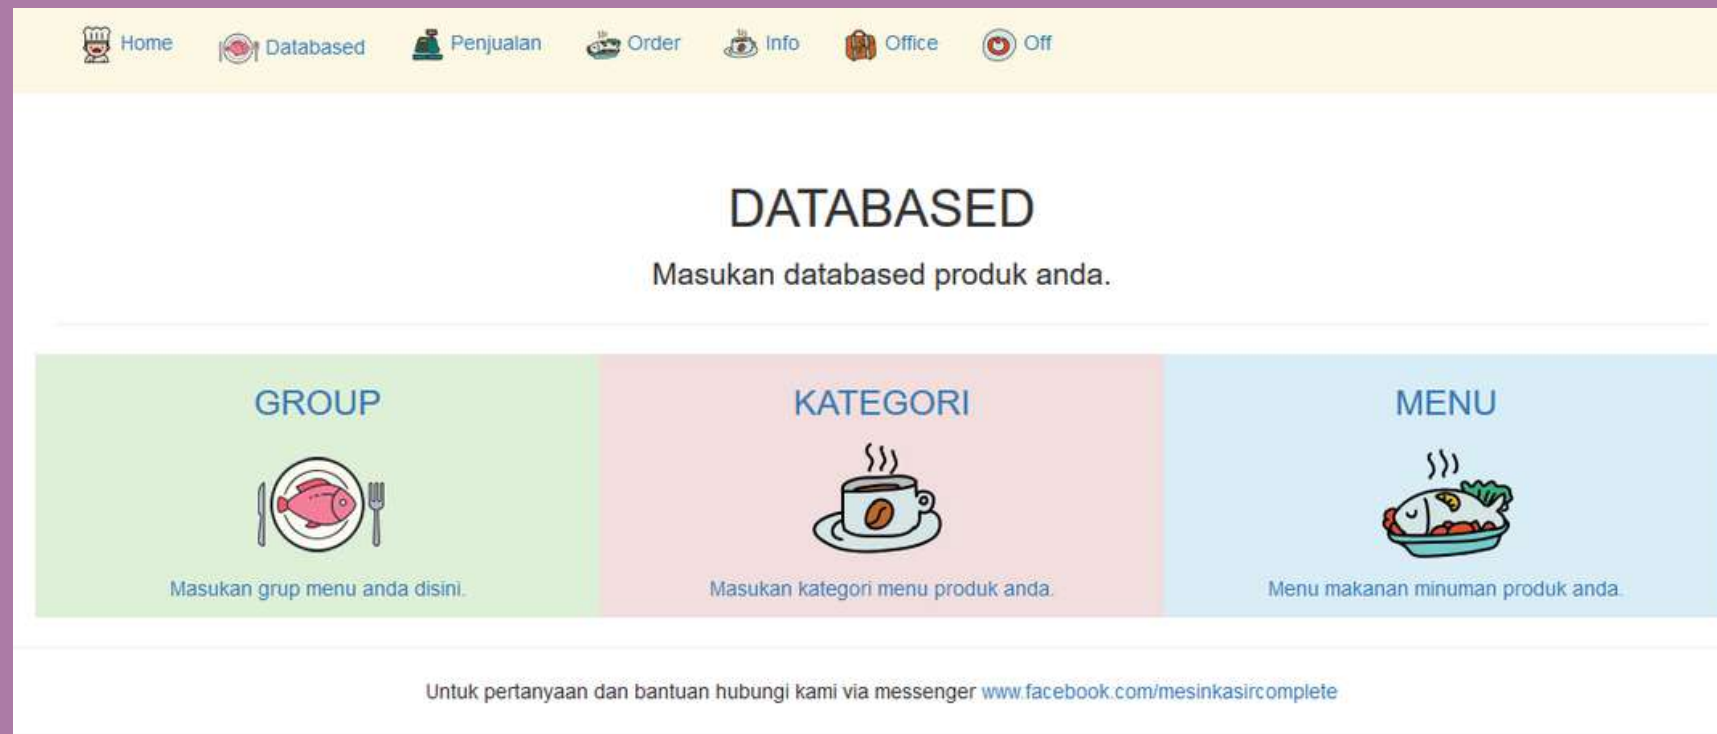 Home Databased Penjualan Order Info Office Off
DATABASED
Masukan databased produk anda.
GROUP
Masukan grup menu anda disini.
KATEGORI
Masukan kategori menu produk anda.
MENU
Menu makanan minuman produk anda.
Untuk pertanyaan dan bantuan hubungi kami via messenger www.facebook.com/mesinkasircomplete